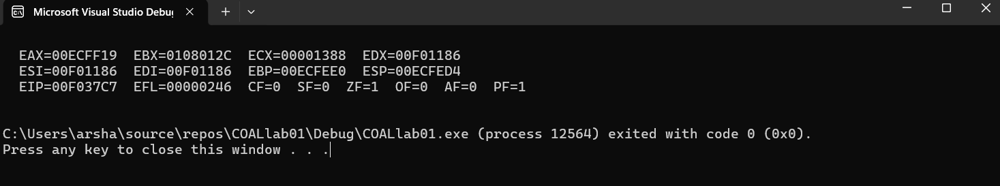 Microsoft Visual Studio Debug
EAX=00ECFF19  EBX=0108012C  ECX=00001388  EDX=00F01186
ESI=00F01186  EDI=00F01186  EBP=00ECFEE0  ESP=00ECFED4
EIP=00F037C7  EFL=00000246  CF=0  SF=0  ZF=1  OF=0  AF=0  PF=1
C:\Users\arsha\source\repos\COALlab01\Debug\COALlab01.exe (process 12564) exited with code 0 (0x0).
Press any key to close this window . . .